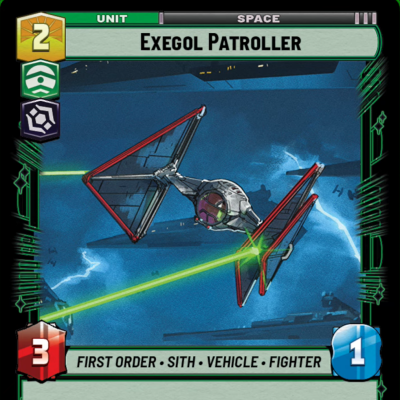 UNIT SPACE
2 EXEGOL PATROLLER
3 FIRST ORDER • SITH • VEHICLE • FIGHTER 1